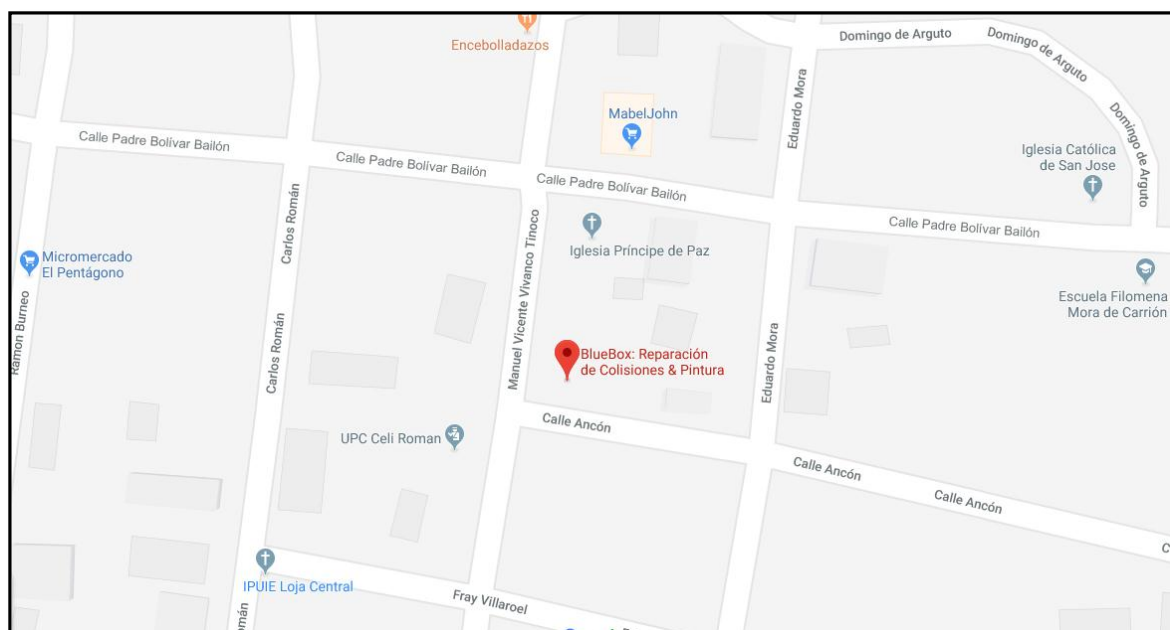 Encebolladazos
Domingo de Arguto
Domingo de Arguto
Domingo de Arguto
Eduardo Mora
MabelJohn
Calle Padre Bolívar Bailón
Calle Padre Bolívar Bailón
Calle Padre Bolívar Bailón
Calle Padre Bolívar Bailón
Iglesia Católica
de San Jose
Carlos Román
Manuel Vicente Vivanco Tinoco
Iglesia Príncipe de Paz
Micromercado
El Pentágono
Escuela Filomena
Mora de Carrión
Ramón Burneo
Carlos Román
Eduardo Mora
BlueBox: Reparación
de Colisiones & Pintura
Calle Ancón
UPC Celi Roman
Calle Ancón
Calle Ancón
IPUIE Loja Central
Fray Villaroel